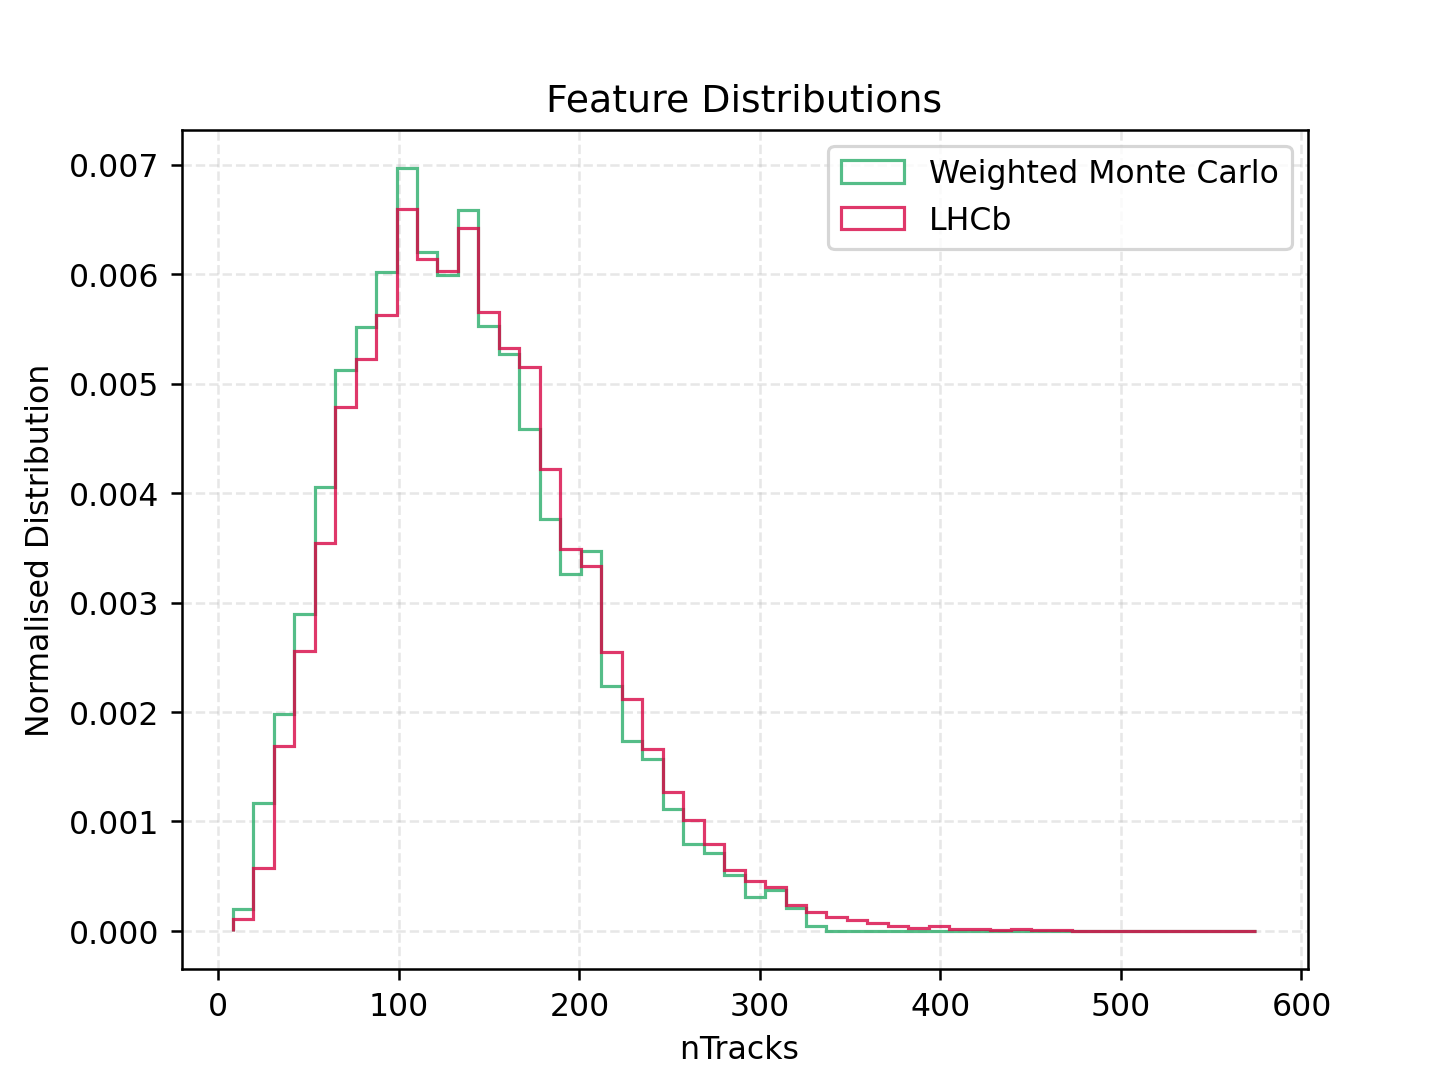 Feature Distributions
Weighted Monte Carlo
LHCb
Normalised Distribution
0.007
0.006
0.005
0.004
0.003
0.002
0.001
0.000
0 100 200 300 400 500 600
nTracks